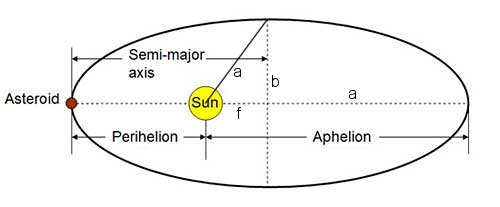 Semi-major
axis
a
b
a
Asteroid
Sun
f
Perihelion
Aphelion